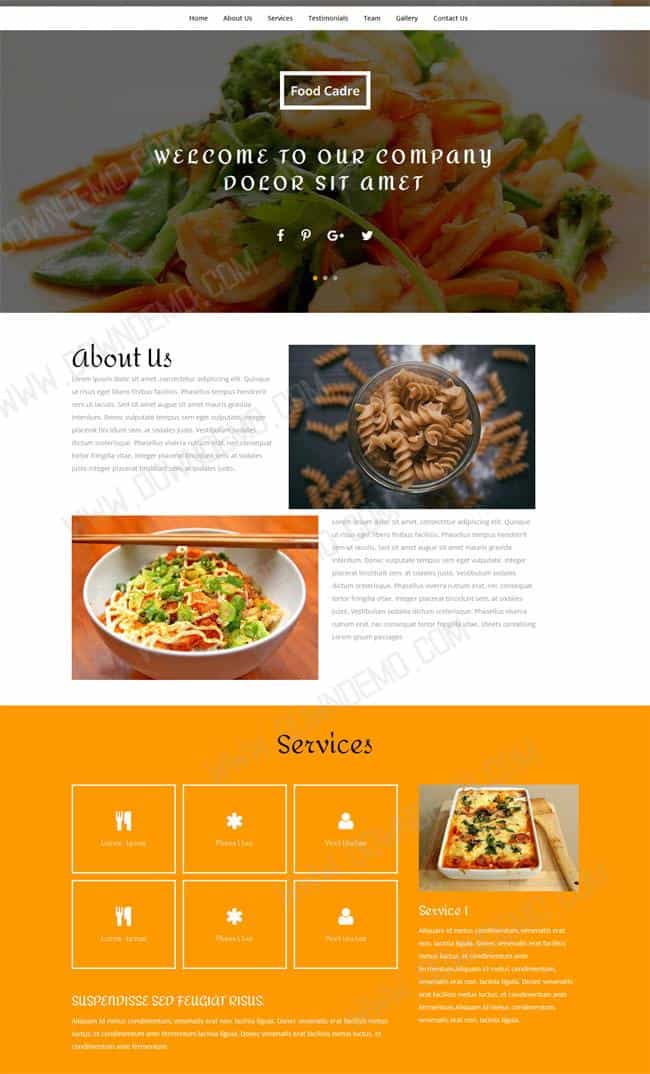 Home About Us Services Testimonials Team Gallery Contact Us
Food Cadre
WELCOME TO OUR COMPANY
DOLOR SIT AMET
About Us
Lorem ipsum dolor sit amet, consectetur adipiscing elit. Quisque
ut risus eget libero finibus facilisis. Phasellus tempus hendrerit
sem ut iaculis. Sed sit amet augue sit amet mauris gravida
interdum. Donec vulputate tempus sem eget vulputate. Integer
placerat tincidunt sem, at sodales justo. Vestibulum sodales
dictum scelerisque. Phasellus viverra rutrum erat, nec consequat
tortor fringilla vitae. Integer placerat tincidunt sem, at sodales
justo.integer placerat tincidunt sem, at sodales justo.
Lorem ipsum dolor sit amet, consectetur adipiscing elit. Quisque
ut risus eget libero finibus facilisis. Phasellus tempus hendrerit
sem ut iaculis. Sed sit amet augue sit amet mauris gravida
interdum. Donec vulputate tempus sem eget vulputate. Integer
placerat tincidunt sem, at sodales justo. Vestibulum sodales
dictum scelerisque. Phasellus viverra rutrum erat, nec consequat
tortor fringilla vitae. Integer placerat tincidunt sem, at sodales
justo. Vestibulum sodales dictum scelerisque. Phasellus viverra
rutrum erat, nec consequat tortor fringilla vitae. sheets containing
Lorem Ipsum passages
Services
Lorem Ipsum
Phasellus
Vestibulum
Lorem Ipsum
Phasellus
Vestibulum
SUSPENDISSE SED FEUGIAT RISUS.
Aliquam id metus condimentum, venenatis erat non, lacinia ligula. Donec venenatis erat facilisis metus
luctus, et condimentum ante fermentum.venenatis erat facilisis metus luctus, et
condimentum ante fermentum.
Service 1
Aliquam id metus condimentum, venenatis erat
non, lacinia ligula. Donec venenatis erat facilisis
metus luctus, et condimentum ante
fermentum.Aliquam id metus condimentum,
venenatis erat non, lacinia ligula. Donec venenatis
erat facilisis metus luctus, et condimentum ante
fermentum.Aliquam id metus condimentum,
venenatis erat non, lacinia ligula.
WWW.DOWNDEMO.COM